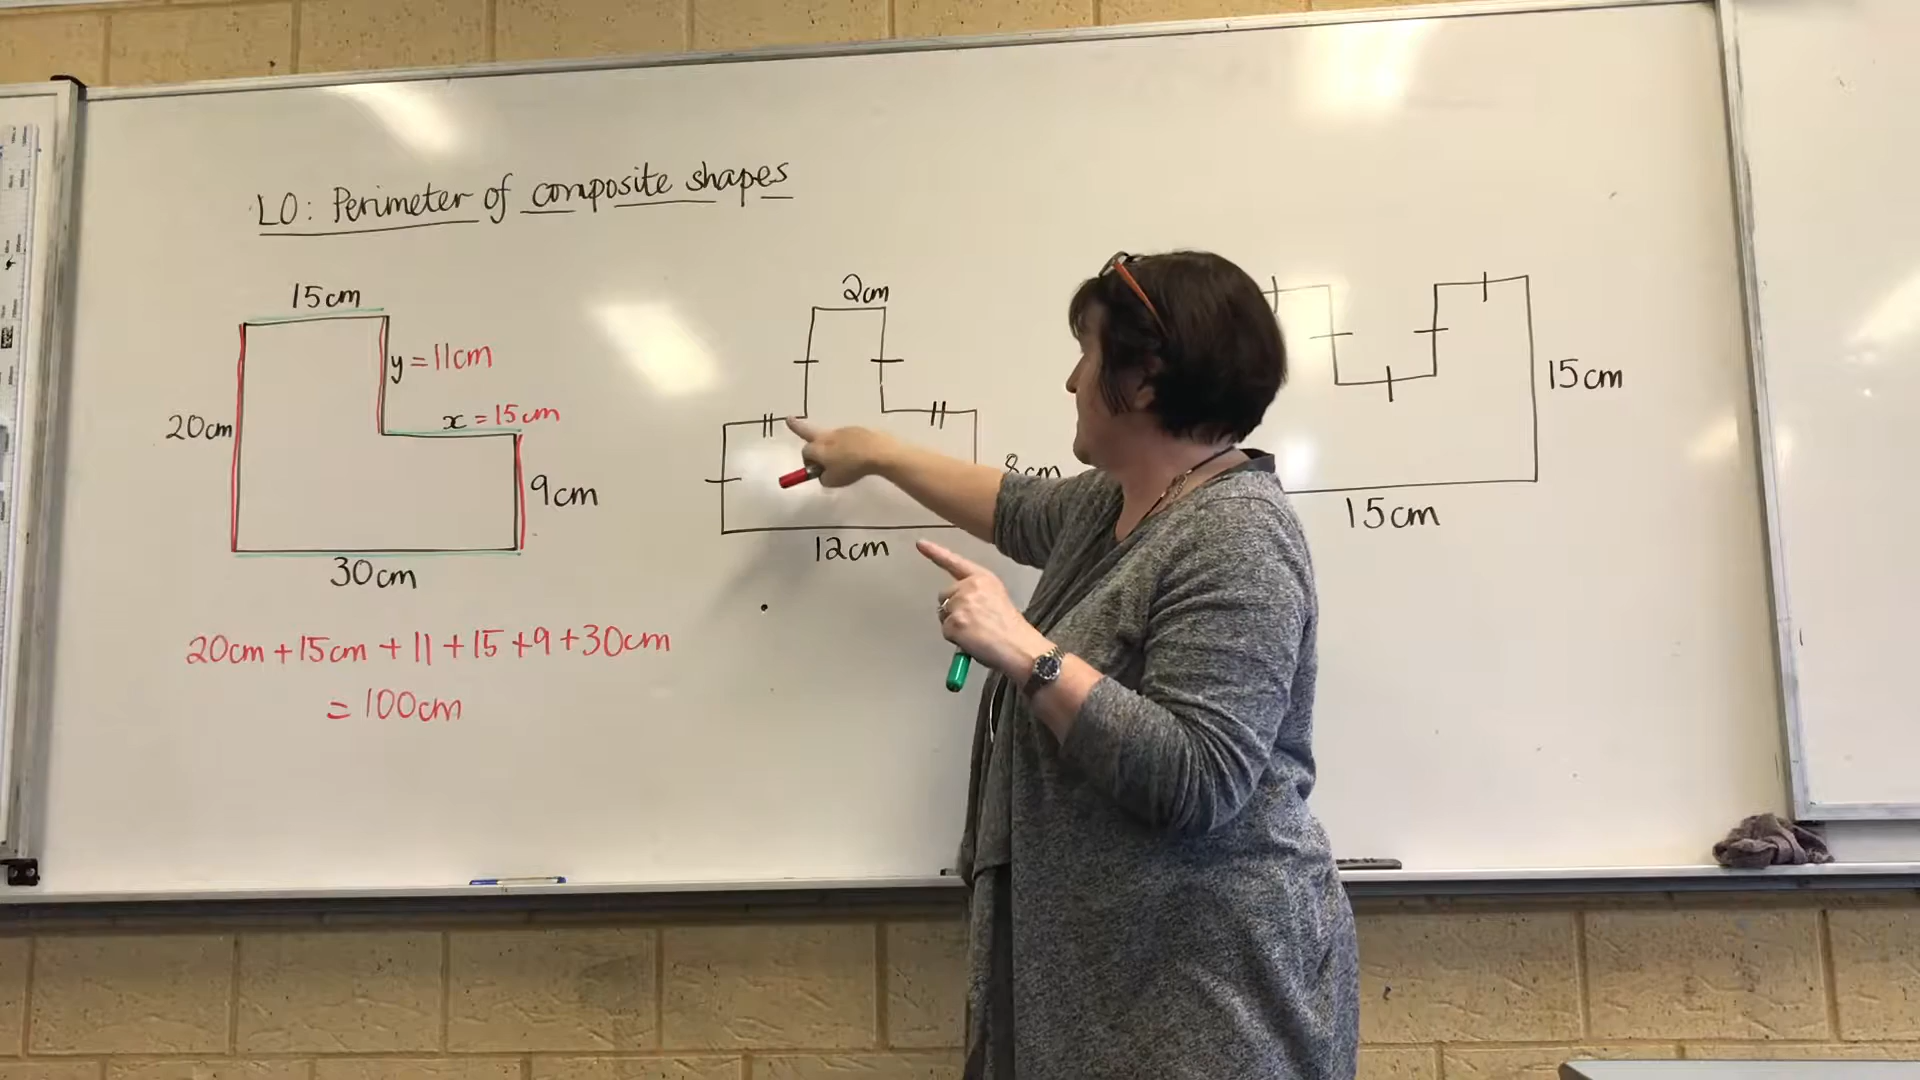 LO: Perimeter of composite shapes
15cm
y = 11cm
x = 15cm
20cm
9cm
30cm
20cm + 15cm + 11 + 15 + 9 + 30cm
= 100cm
2cm
8cm
12cm
15cm
15cm